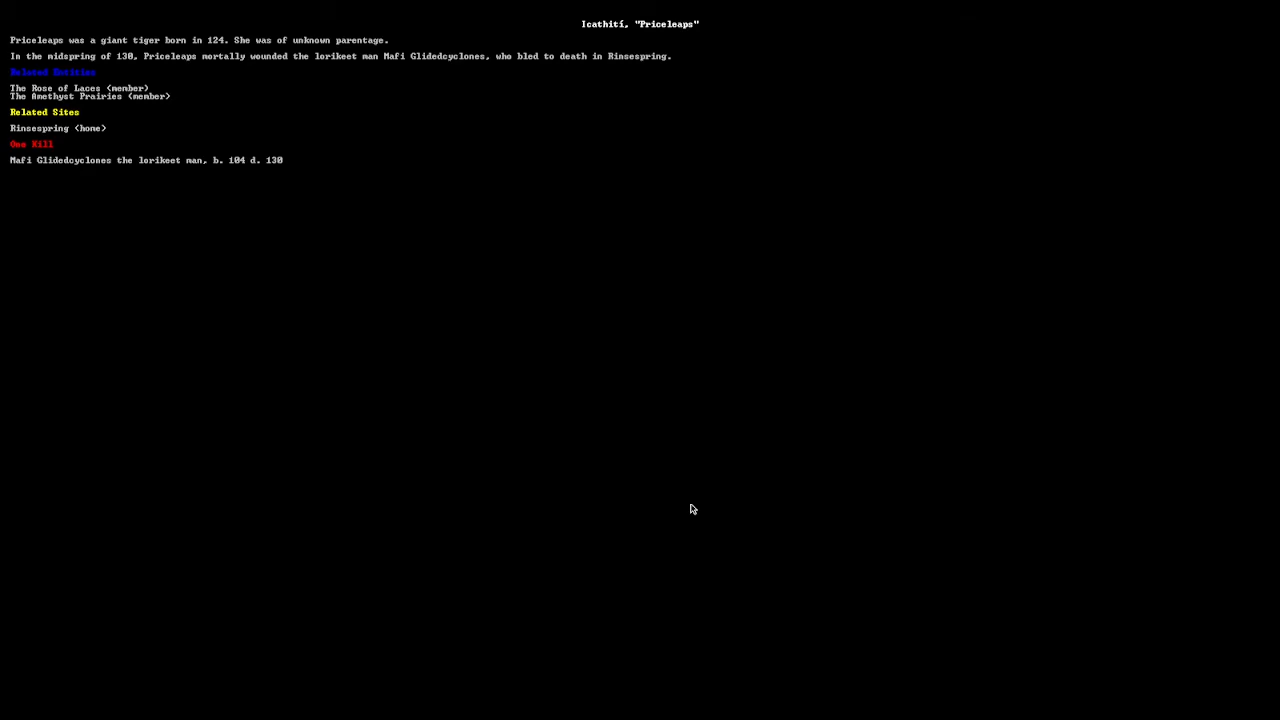 Icathití, "Priceleaps"
Priceleaps was a giant tiger born in 124. She was of unknown parentage.
In the midspring of 130, Priceleaps mortally wounded the lorikeet man Mafi Glidedcyclones, who bled to death in Rinsespring.
Related Entities
The Rose of Laces <member>
The Amethyst Prairies <member>
Related Sites
Rinsespring <home>
One Kill
Mafi Glidedcyclones the lorikeet man, b. 104 d. 130